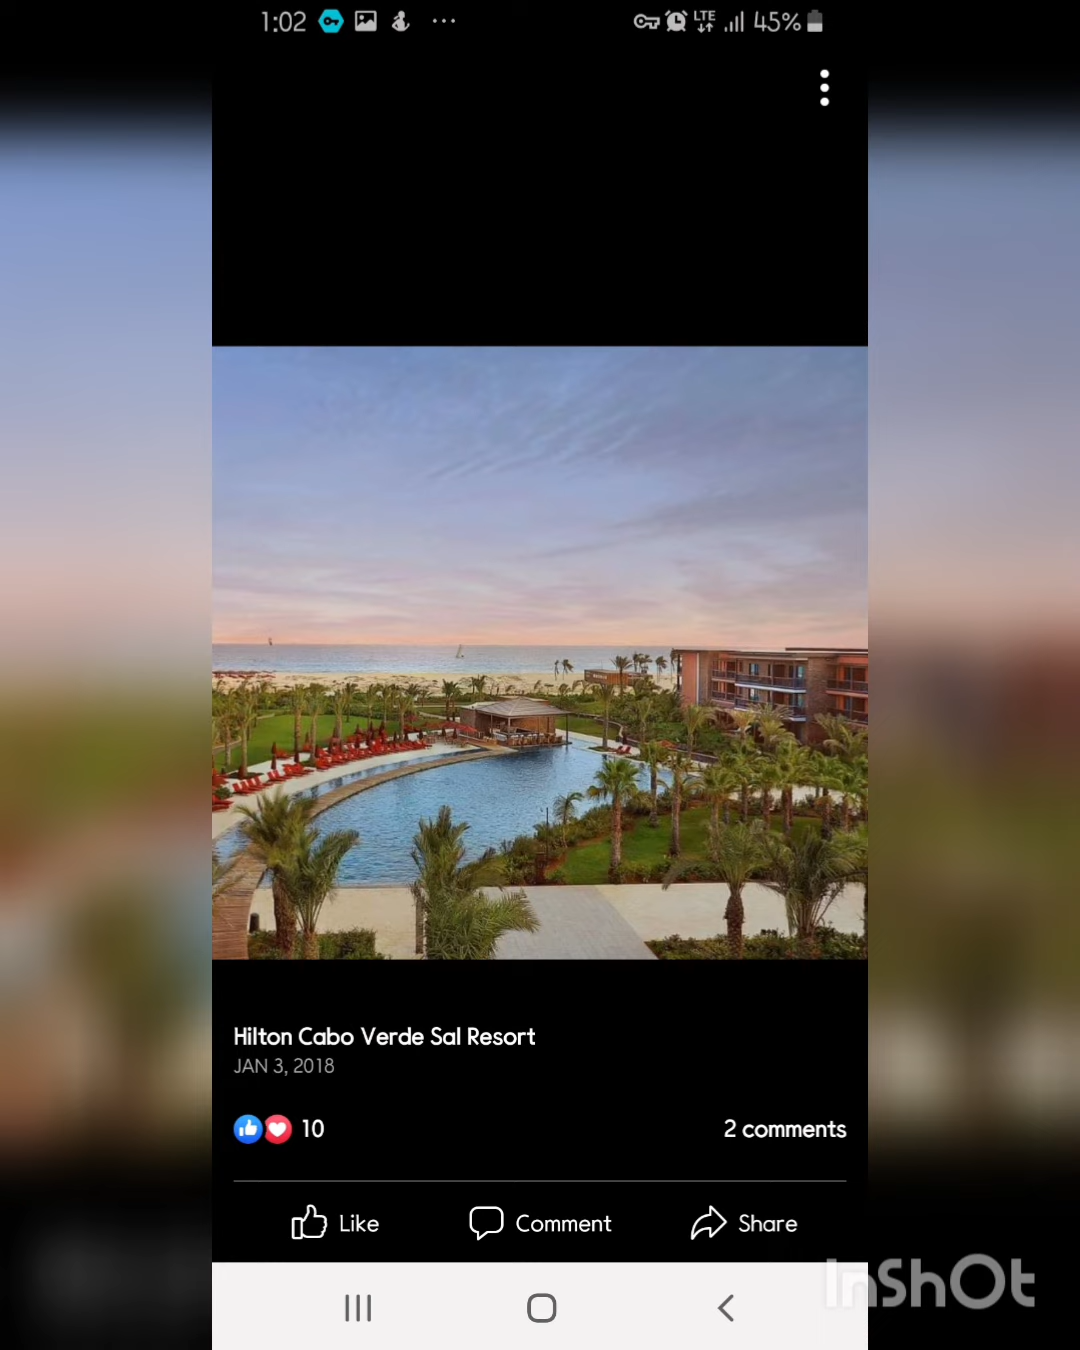 1:02
LTE
45%
Hilton Cabo Verde Sal Resort
JAN 3, 2018
10
2 comments
Like
Comment
Share
InShOt